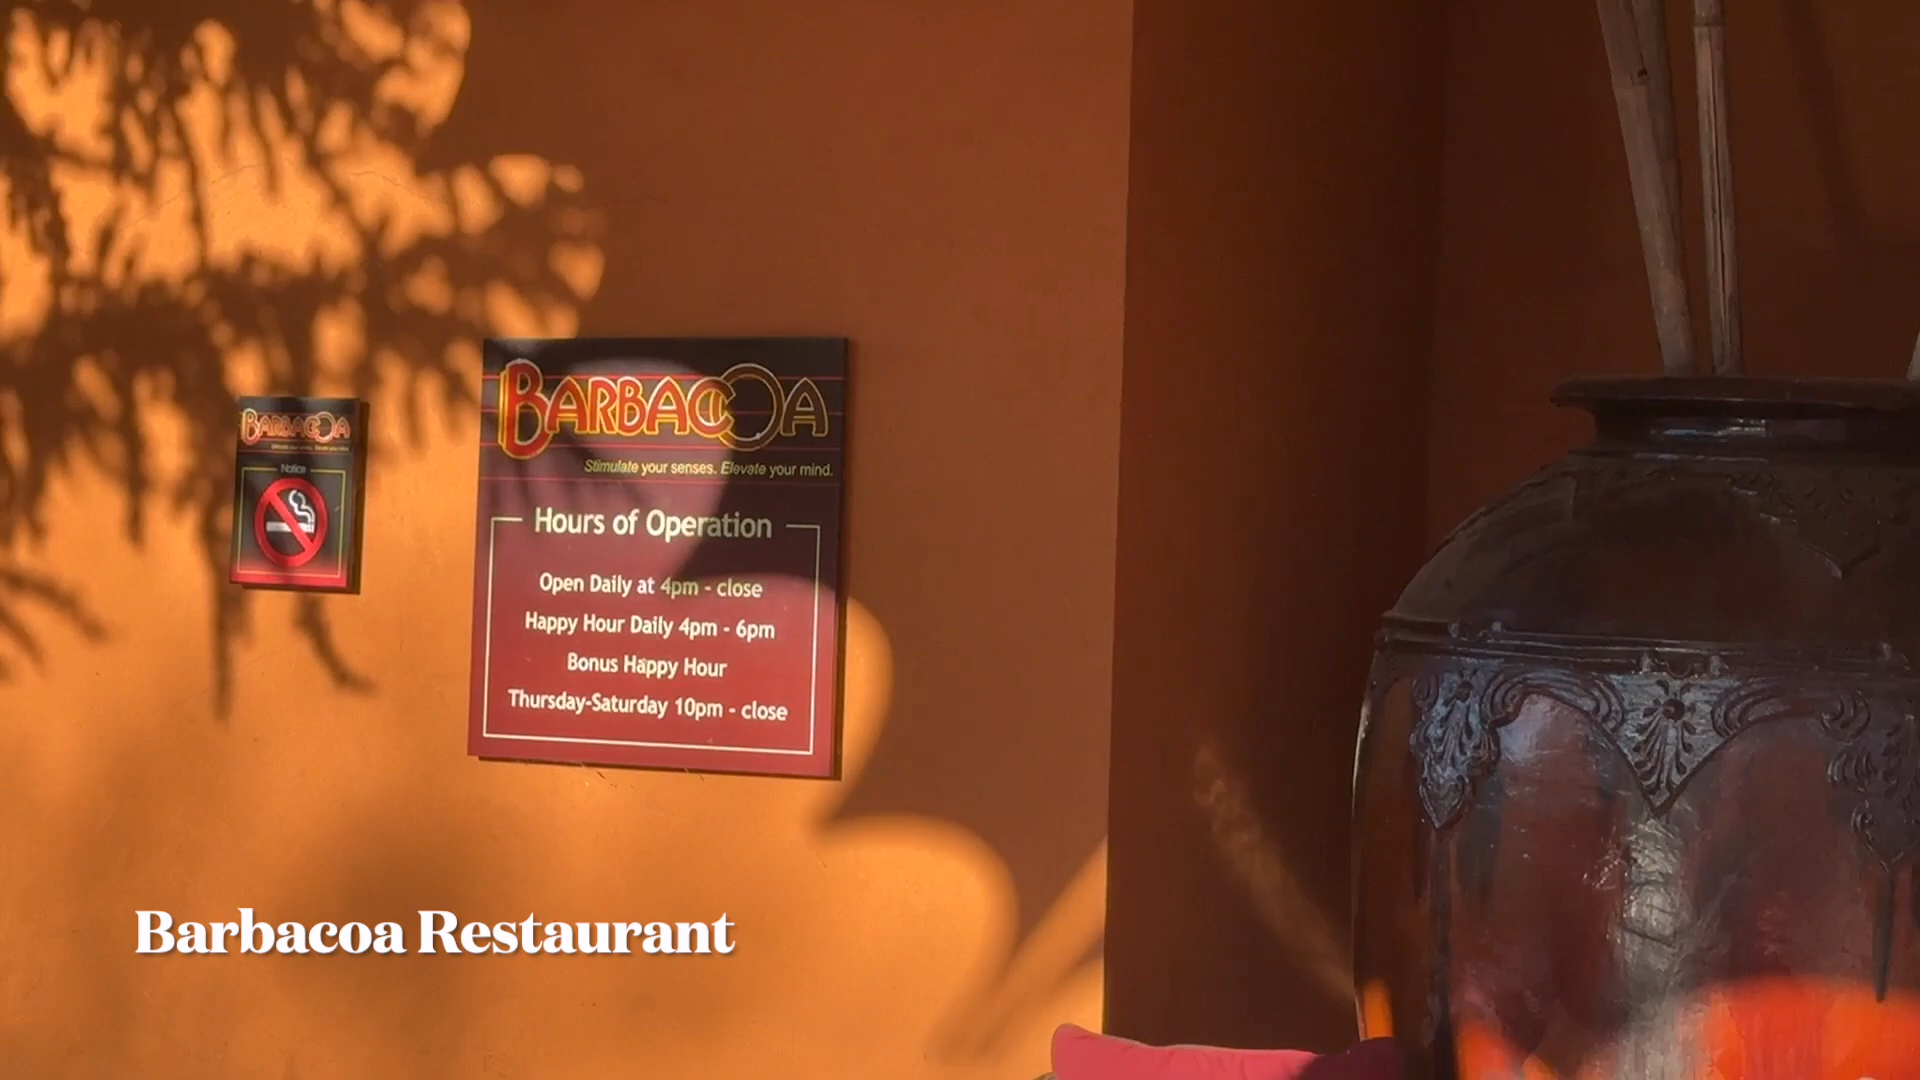 BARBACOA
Notice
BARBACOA
Stimulate your senses. Elevate your mind.
Hours of Operation
Open Daily at 4pm - close
Happy Hour Daily 4pm - 6pm
Bonus Happy Hour
Thursday-Saturday 10pm - close
Barbacoa Restaurant